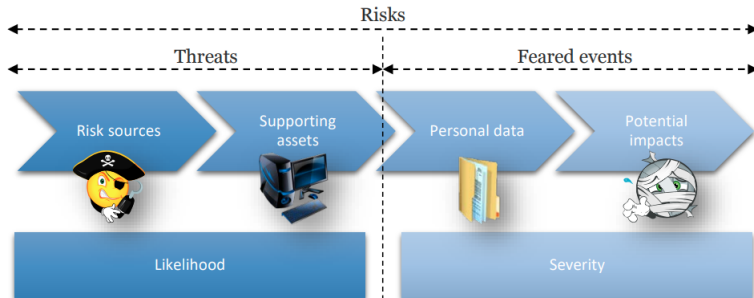 Risks
Threats
Feared events
Risk sources
Supporting
assets
Personal data
Potential
impacts
Likelihood
Severity